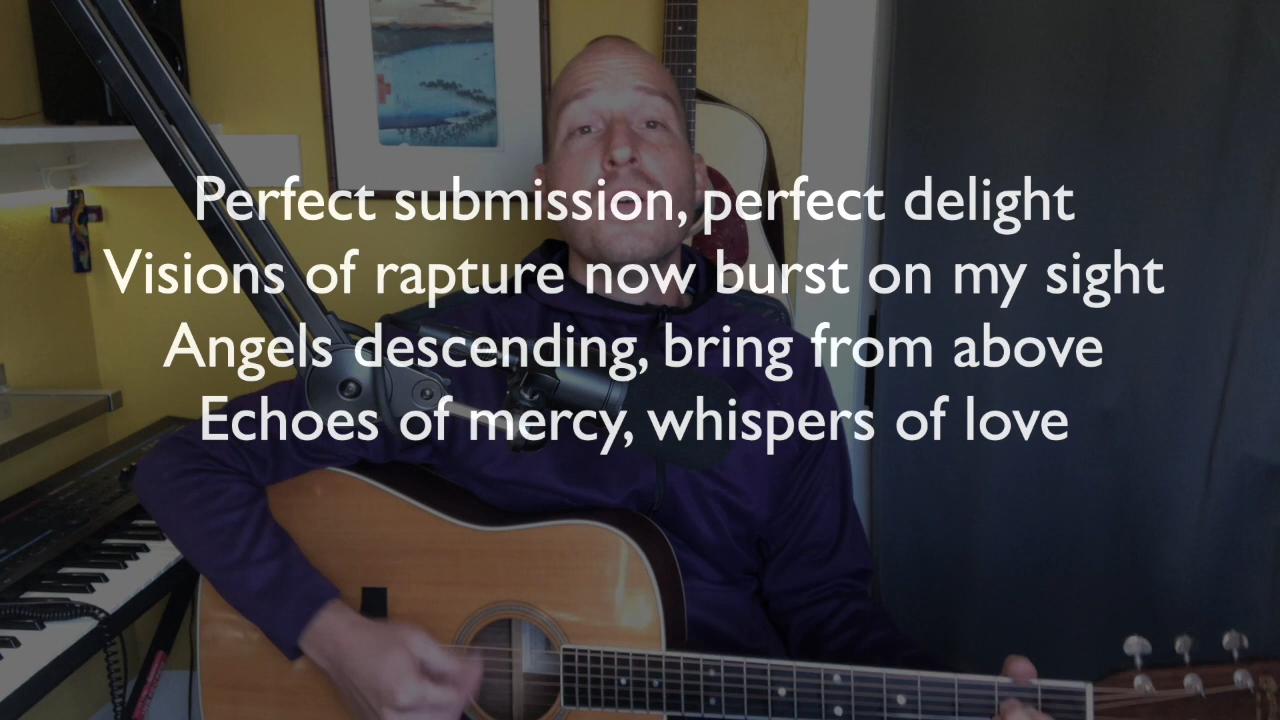 Perfect submission, perfect delight
Visions of rapture now burst on my sight
Angels descending, bring from above
Echoes of mercy, whispers of love